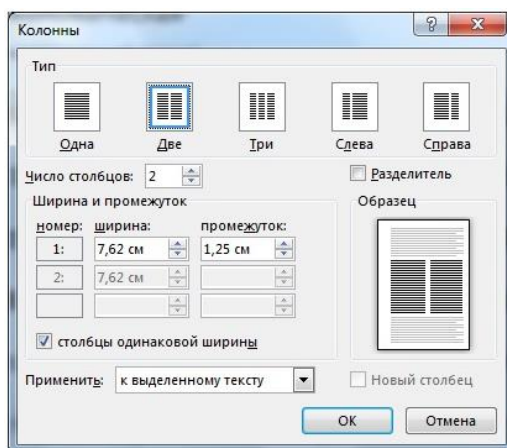 Колонны
Тип
Одна Две Три Слева Справа
Число столбцов: 2 Разделитель
Ширина и промежуток Образец
номер: ширина: промежуток:
1: 7,62 см 1,25 см
2: 7,62 см
столбцы одинаковой ширины
Применить: к выделенному тексту Новый столбец
ОК Отмена